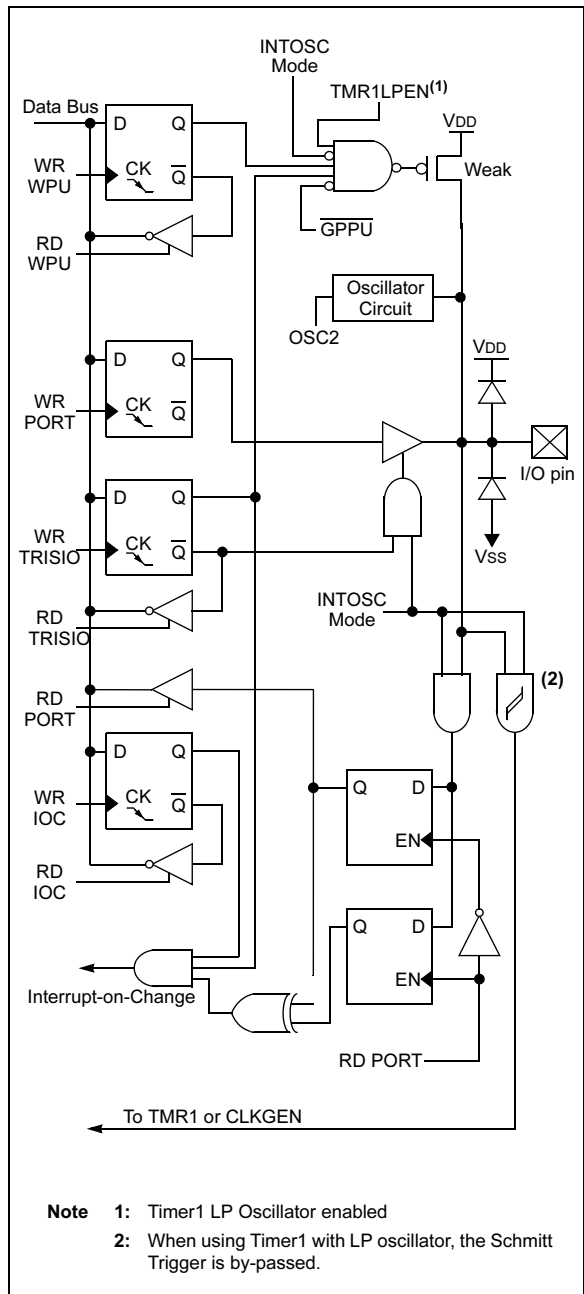 INTOSC
Mode
TMR1LPEN(1)
Data Bus
D Q
VDD
WR
WPU
CK Q
Weak
RD
WPU
GPPU
Oscillator
Circuit
OSC2
D Q
VDD
WR
PORT
CK Q
I/O pin
D Q
WR
TRISIO
CK Q
VSS
INTOSC
Mode
RD
TRISIO
(2)
RD
PORT
D Q
WR
IOC
CK Q
Q D
EN
RD
IOC
Q D
EN
Interrupt-on-Change
RD PORT
To TMR1 or CLKGEN
Note 1: Timer1 LP Oscillator enabled
2: When using Timer1 with LP oscillator, the Schmitt
Trigger is by-passed.